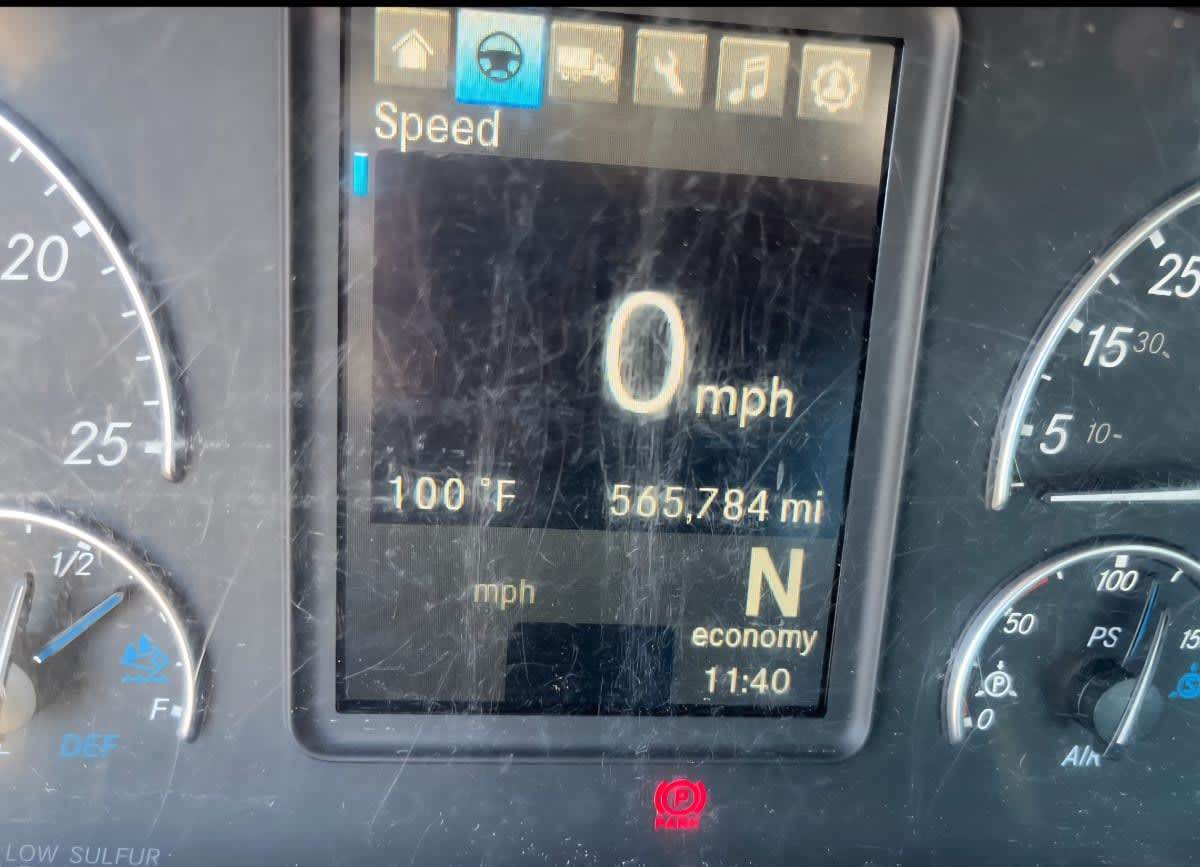 Speed
20
25
0 mph
100 °F 565,784 mi
mph
N
economy
11:40
1/2
F
DEF
LOW SULFUR
PARK
25
15 30
5 10
50
100
PS
0